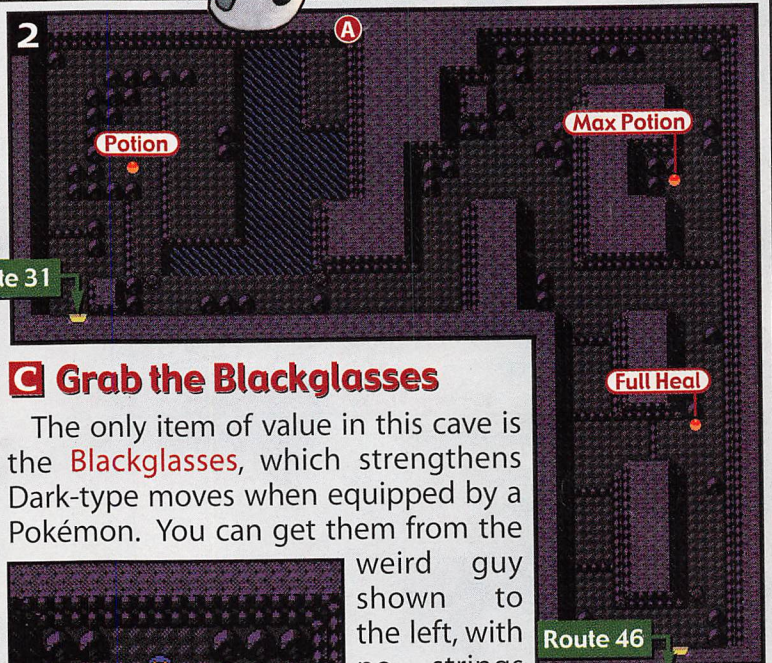 2
A
Potion
Max Potion
te 31
Full Heal
C Grab the Blackglasses
The only item of value in this cave is
the Blackglasses, which strengthens
Dark-type moves when equipped by a
Pokémon. You can get them from the
weird guy
shown to
the left, with
no strings
Route 46